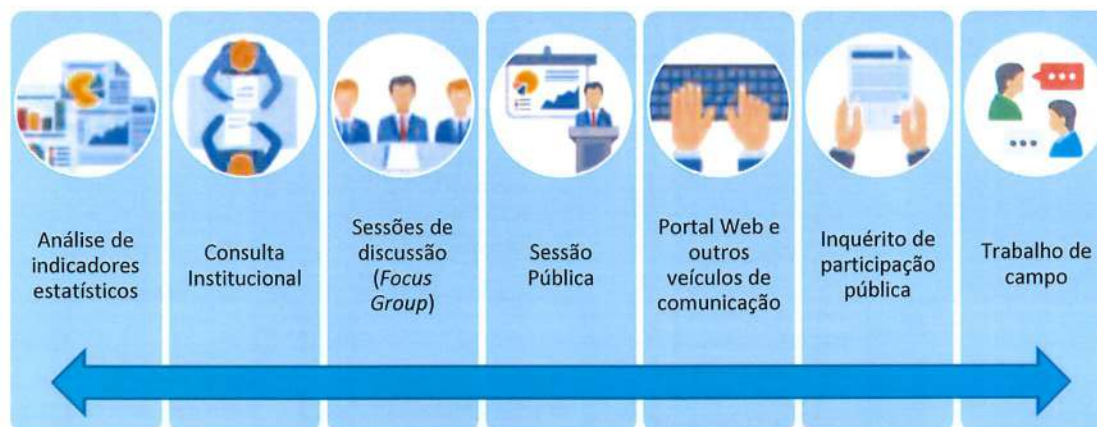 Análise de
indicadores
estatísticos
Consulta
Institucional
Sessões de
discussão
(Focus
Group)
Sessão
Pública
Portal Web e
outros
veículos de
comunicação
Inquérito de
participação
pública
Trabalho de
campo